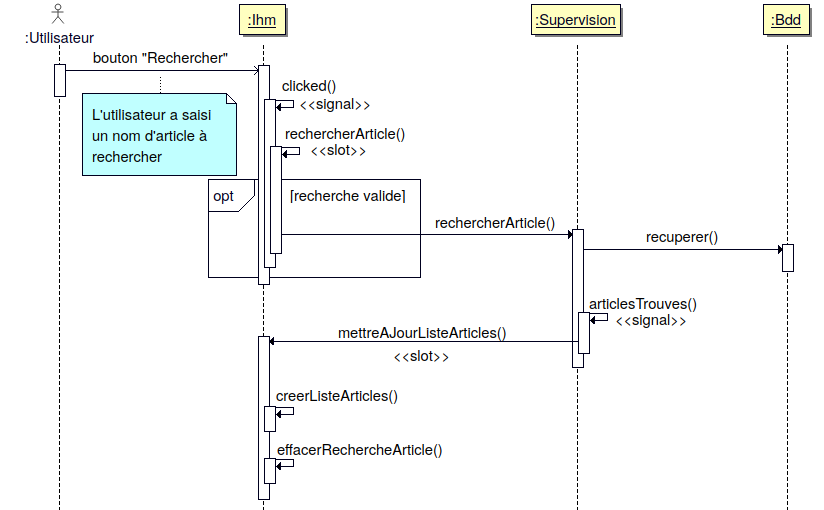 :Ihm
:Supervision
:Bdd
:Utilisateur
bouton "Rechercher"
clicked()
<<signal>>
L'utilisateur a saisi
un nom d'article à
rechercher
rechercherArticle()
<<slot>>
opt
[recherche valide]
rechercherArticle()
recuperer()
articlesTrouves()
<<signal>>
mettreAJourListeArticles()
<<slot>>
creerListeArticles()
effacerRechercheArticle()